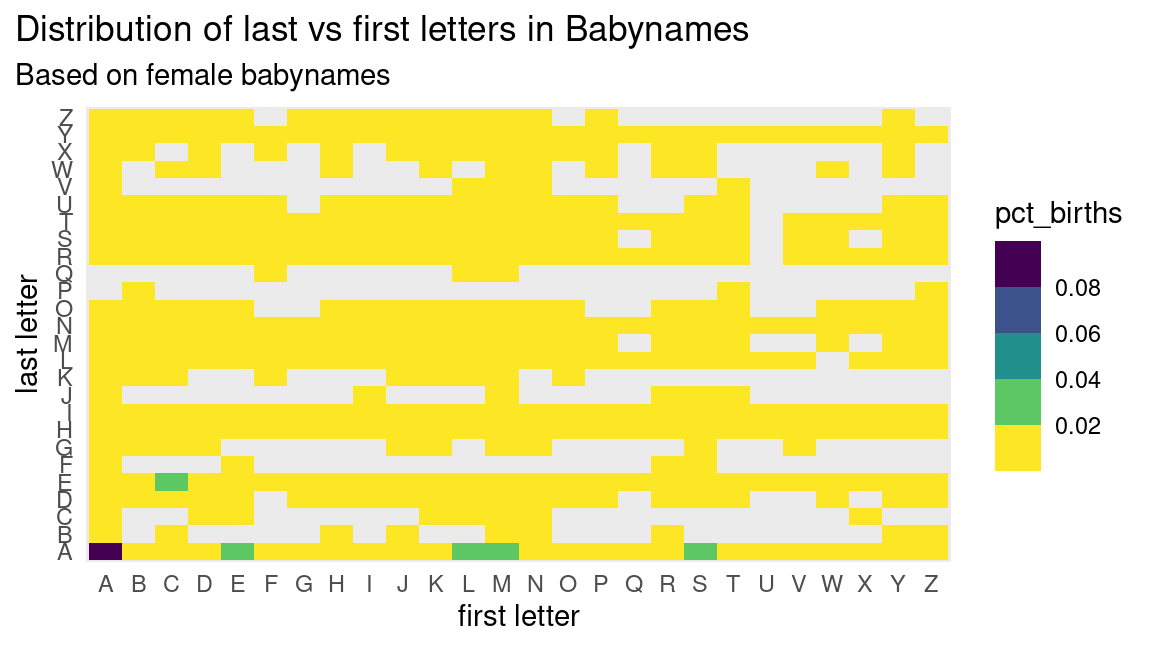 Distribution of last vs first letters in Babynames
Based on female babynames
last letter
Z
Y
X
W
V
U
T
S
R
Q
P
O
N
M
L
K
J
I
H
G
F
E
D
C
B
A
A B C D E F G H I J K L M N O P Q R S T U V W X Y Z
first letter
pct_births
0.08
0.06
0.04
0.02